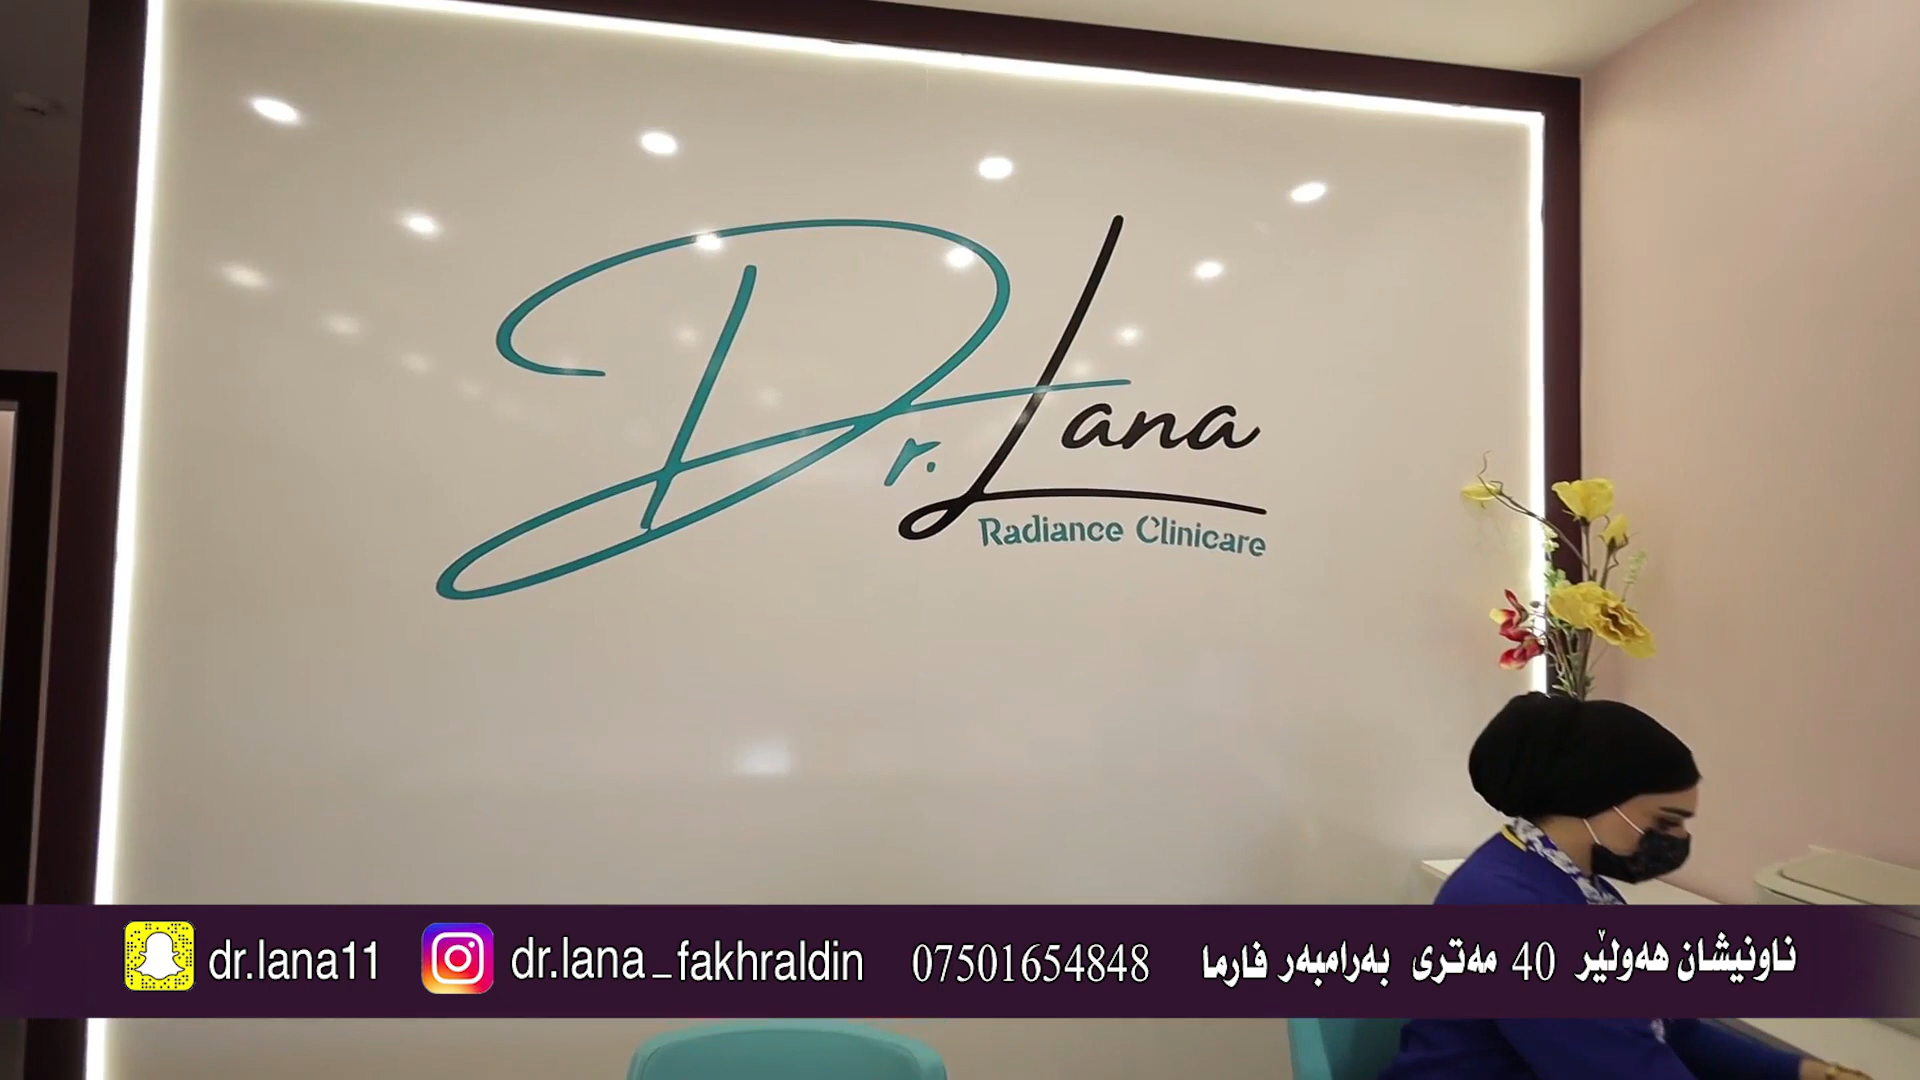 Dr. Lana
Radiance Clinicare
dr.lana11 dr.lana_fakhraldin 07501654848 ناونیشان هەولێر 40 مەتری بەرامبەر فارما